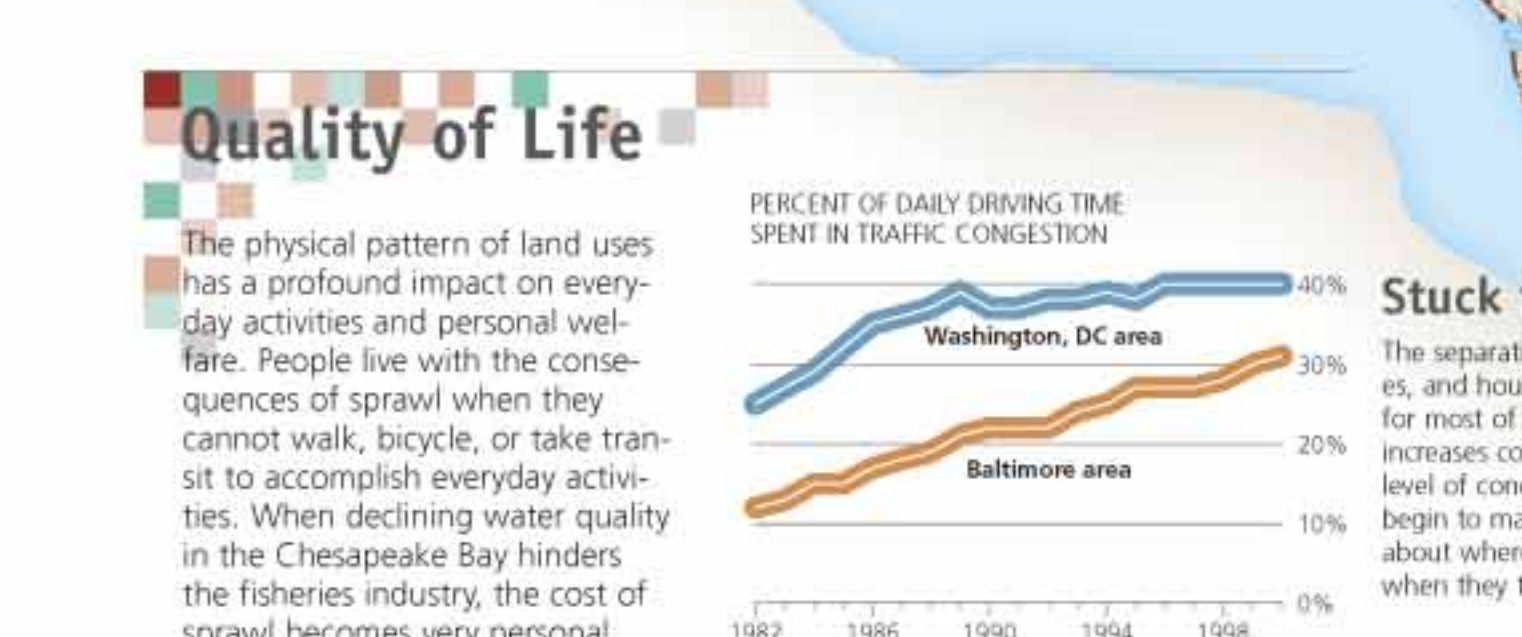 Quality of Life
The physical pattern of land uses
has a profound impact on every-
day activities and personal wel-
fare. People live with the conse-
quences of sprawl when they
cannot walk, bicycle, or take tran-
sit to accomplish everyday activi-
ties. When declining water quality
in the Chesapeake Bay hinders
the fisheries industry, the cost of
sprawl becomes very personal
PERCENT OF DAILY DRIVING TIME
SPENT IN TRAFFIC CONGESTION
40%
Washington, DC area
30%
20%
Baltimore area
10%
0%
1982 1986 1990 1994 1998
Stuck
The separati
es, and hou
for most of
increases co
level of con
begin to ma
about wher
when they t